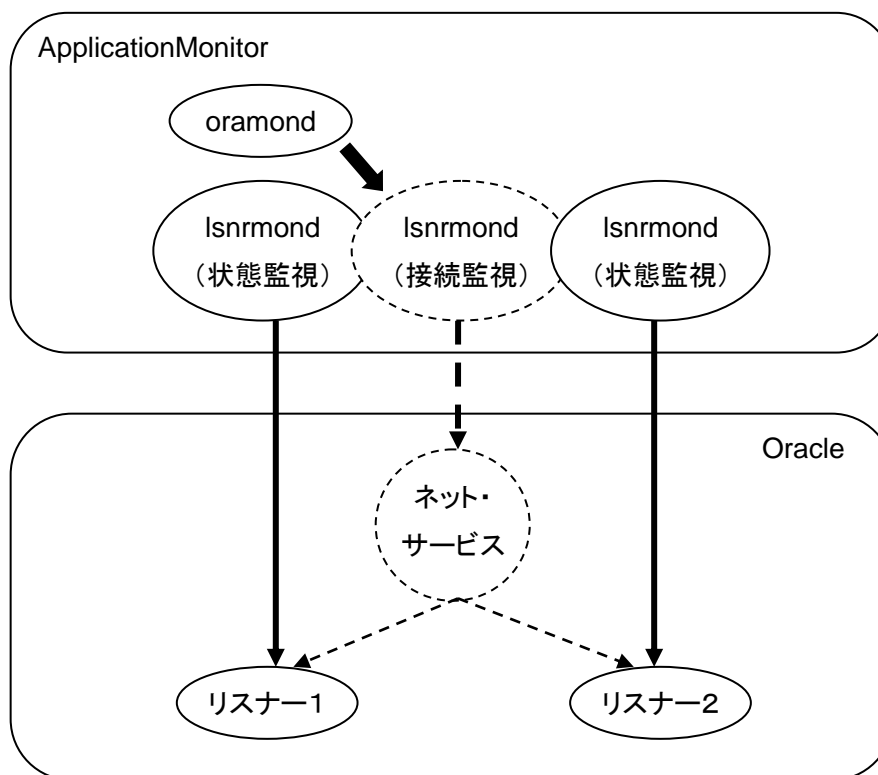 ApplicationMonitor
oramond
lsnrmond
（状態監視）
lsnrmond
（接続監視）
lsnrmond
（状態監視）
Oracle
ネット・
サービス
リスナー１
リスナー２